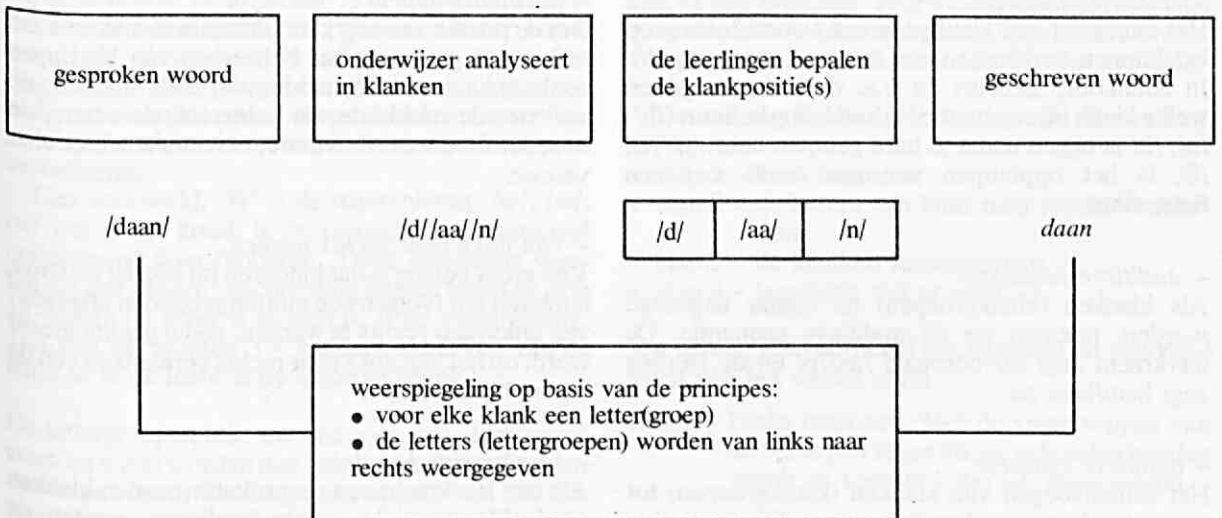 gesproken woord
onderwijzer analyseert
in klanken
de leerlingen bepalen
de klankpositie(s)
geschreven woord
/daan/
/d/ /aa/ /n/
/d/ /aa/ /n/
daan
weerspiegeling op basis van de principes:
• voor elke klank een letter(groep)
• de letters (lettergroepen) worden van links naar
rechts weergegeven